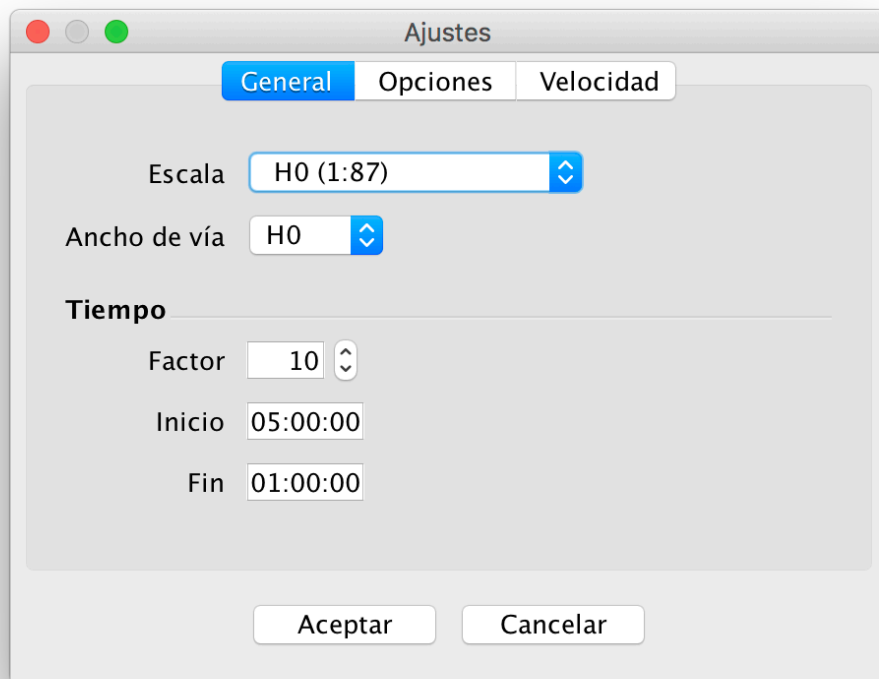 Ajustes
General Opciones Velocidad
Escala H0 (1:87)
Ancho de vía H0
Tiempo
Factor 10
Inicio 05:00:00
Fin 01:00:00
Aceptar Cancelar